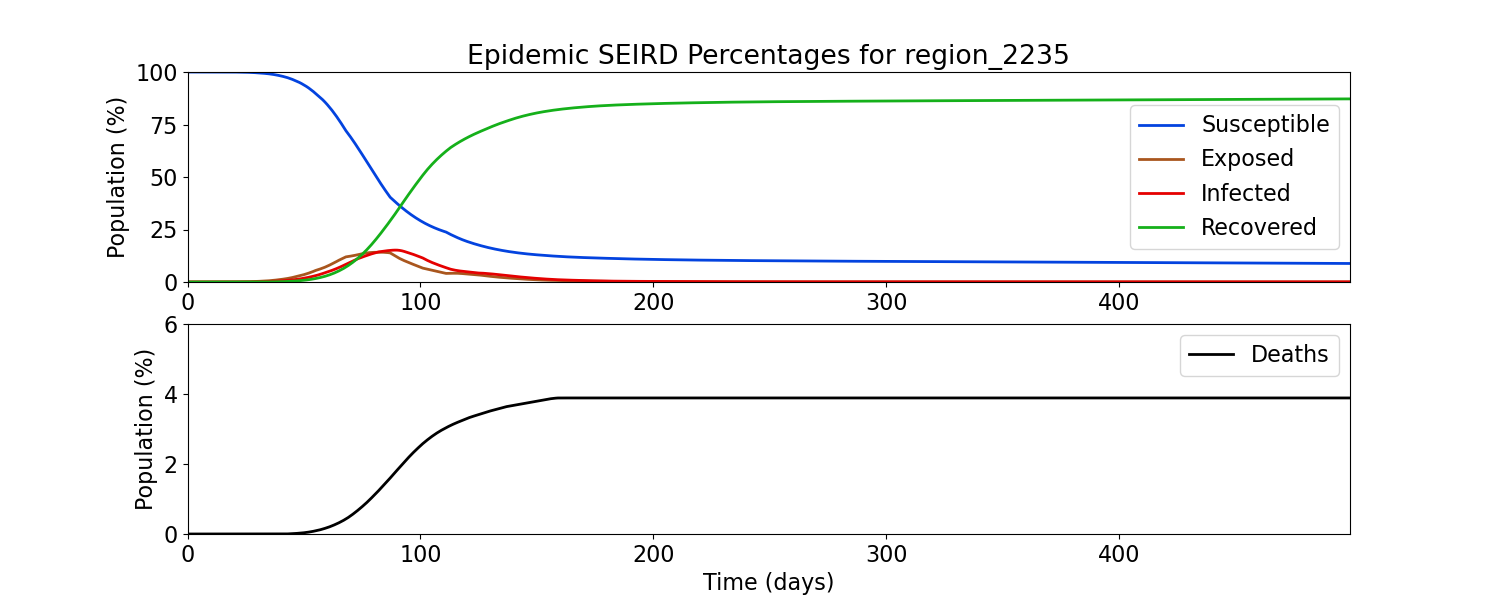 Epidemic SEIRD Percentages for region_2235
Population (%)
100
75
50
25
0
Susceptible
Exposed
Infected
Recovered
0 100 200 300 400
Population (%)
6
4
2
0
Deaths
0 100 200 300 400
Time (days)